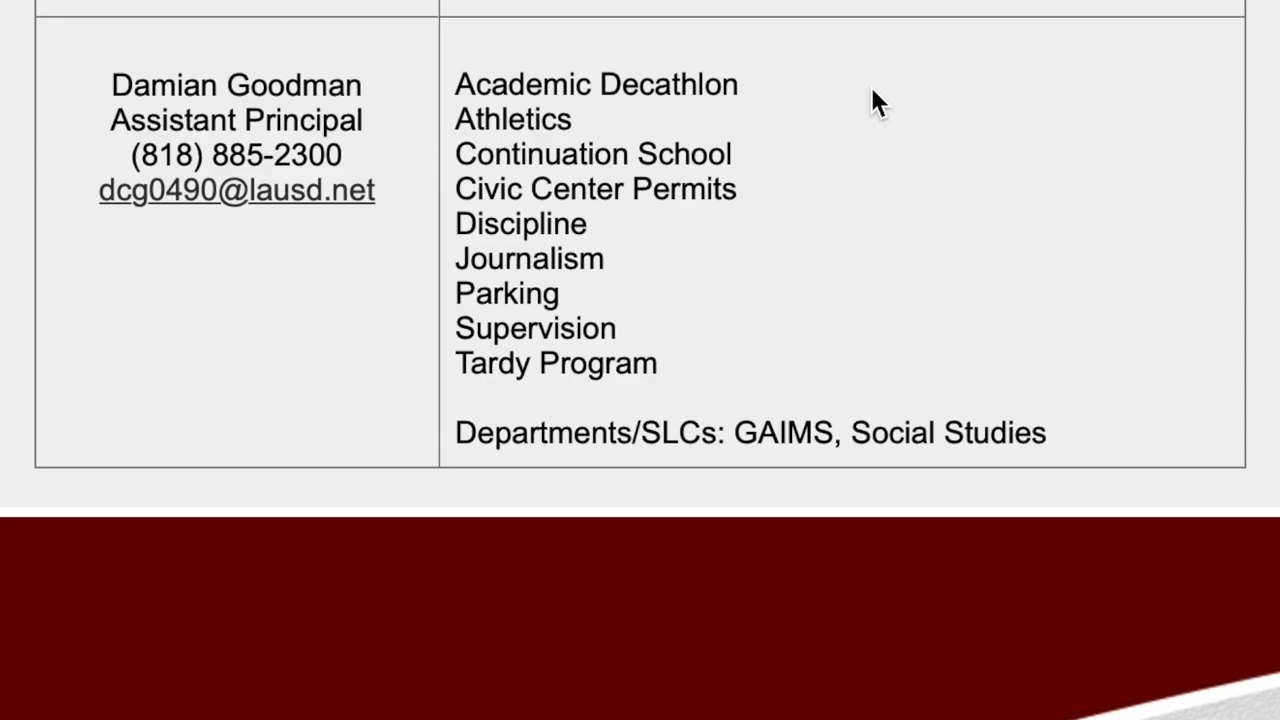 Damian Goodman
Assistant Principal
(818) 885-2300
dcg0490@lausd.net
Academic Decathlon
Athletics
Continuation School
Civic Center Permits
Discipline
Journalism
Parking
Supervision
Tardy Program
Departments/SLCs: GAIMS, Social Studies